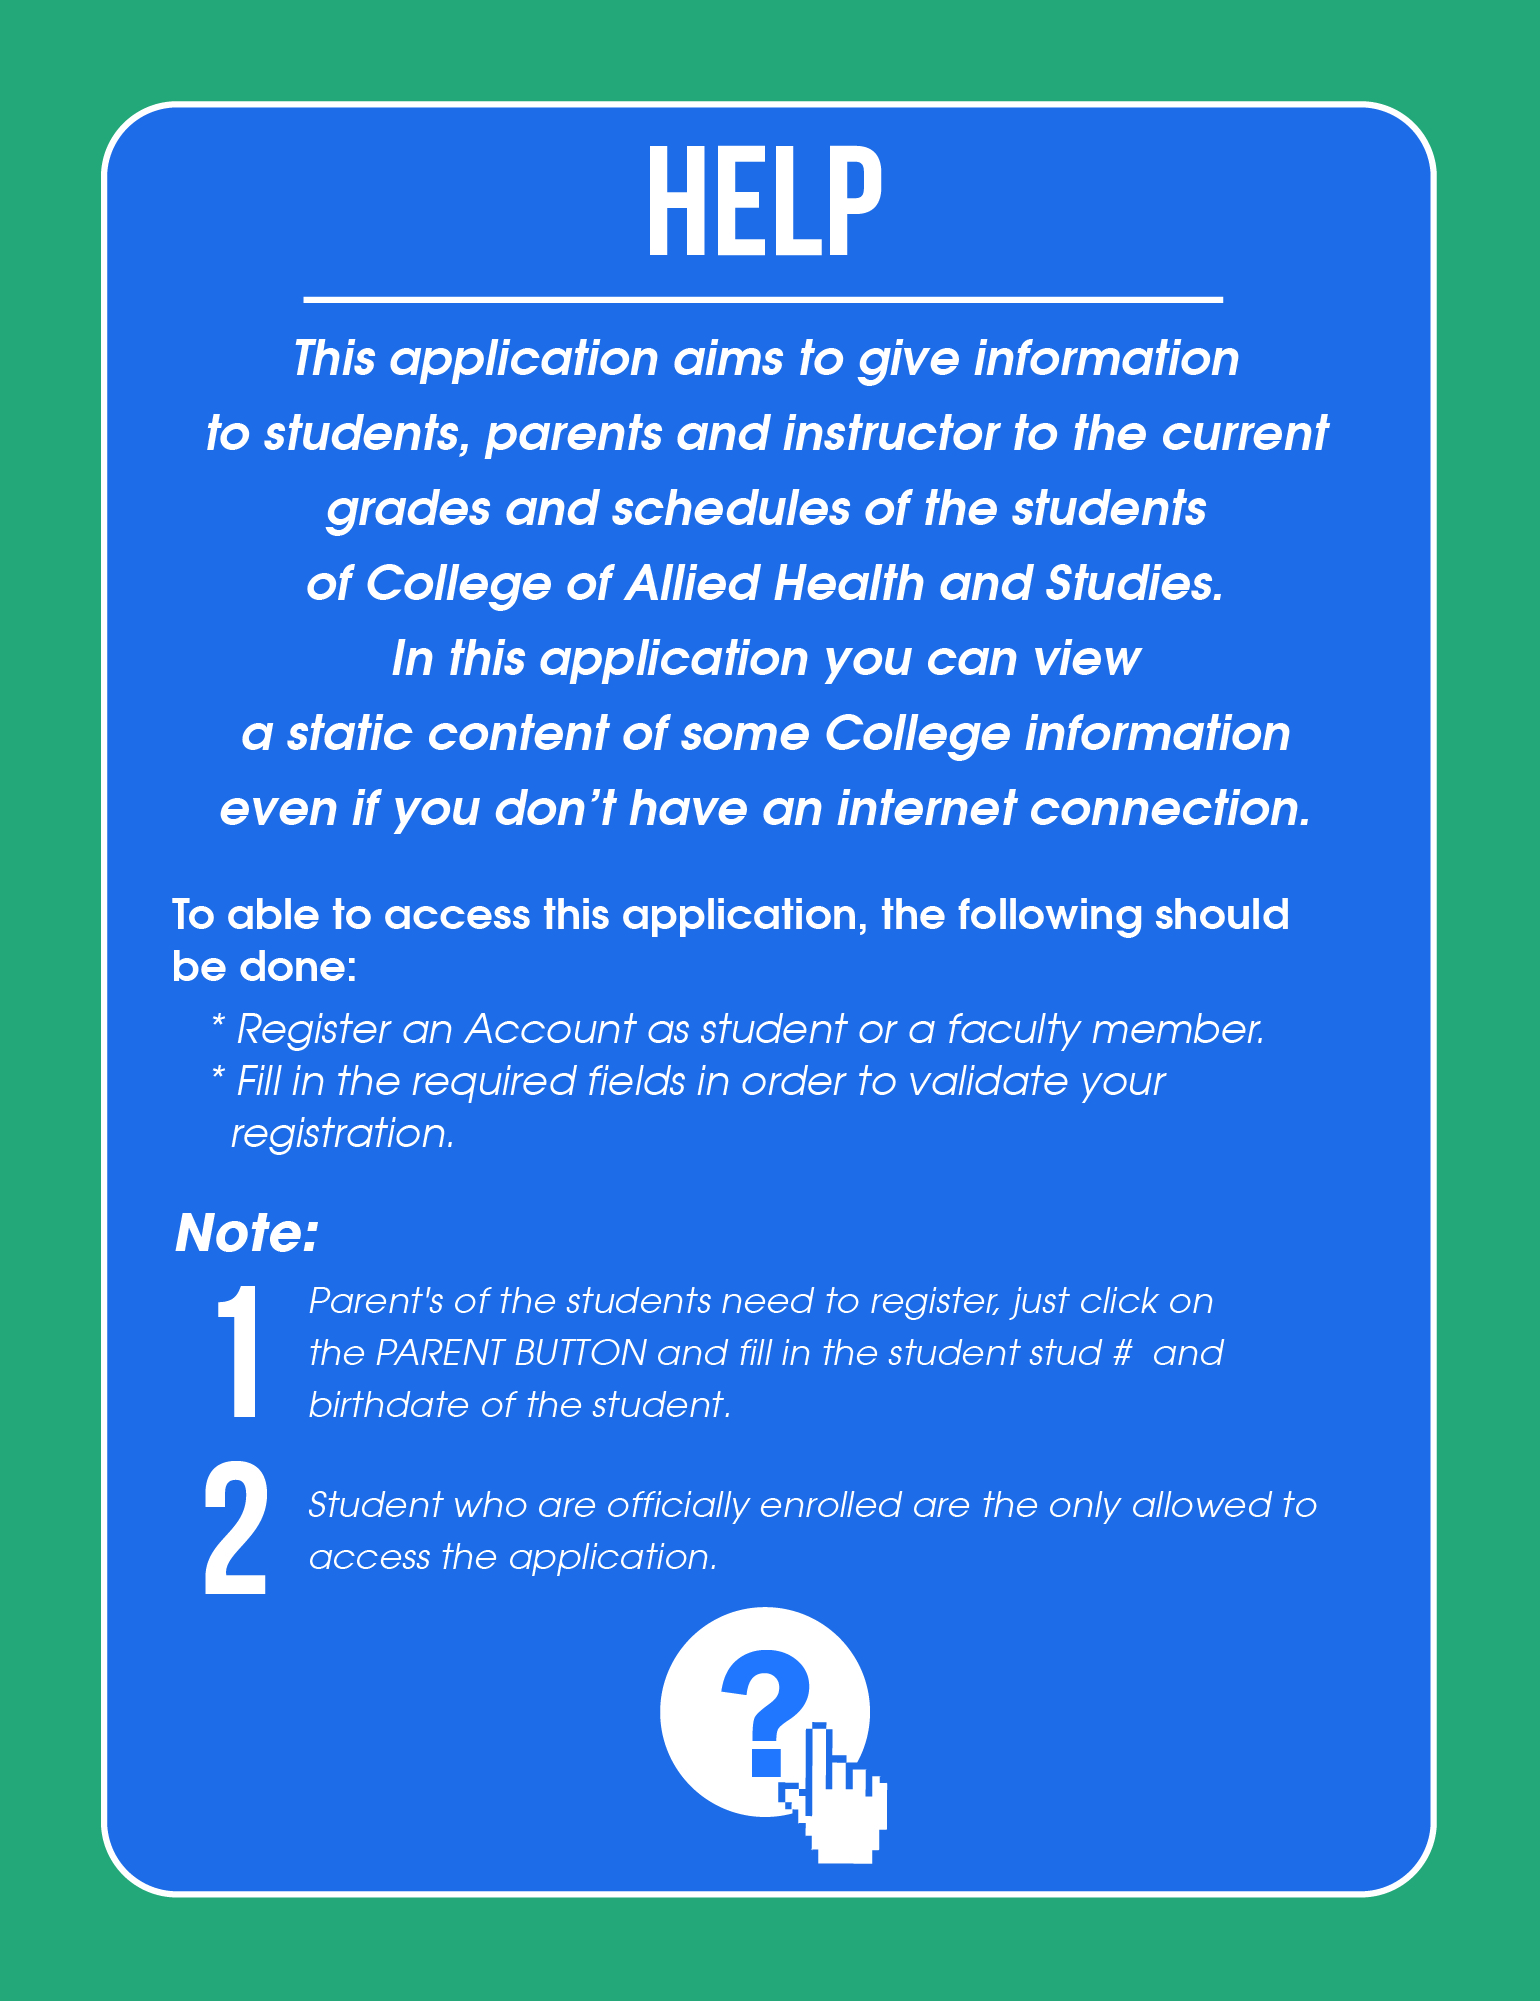 HELP
This application aims to give information
to students, parents and instructor to the current
grades and schedules of the students
of College of Allied Health and Studies.
In this application you can view
a static content of some College information
even if you don’t have an internet connection.
To able to access this application, the following should
be done:
* Register an Account as student or a faculty member.
* Fill in the required fields in order to validate your
registration.
Note:
1
Parent's of the students need to register, just click on
the PARENT BUTTON and fill in the student stud # and
birthdate of the student.
2
Student who are officially enrolled are the only allowed to
access the application.
?